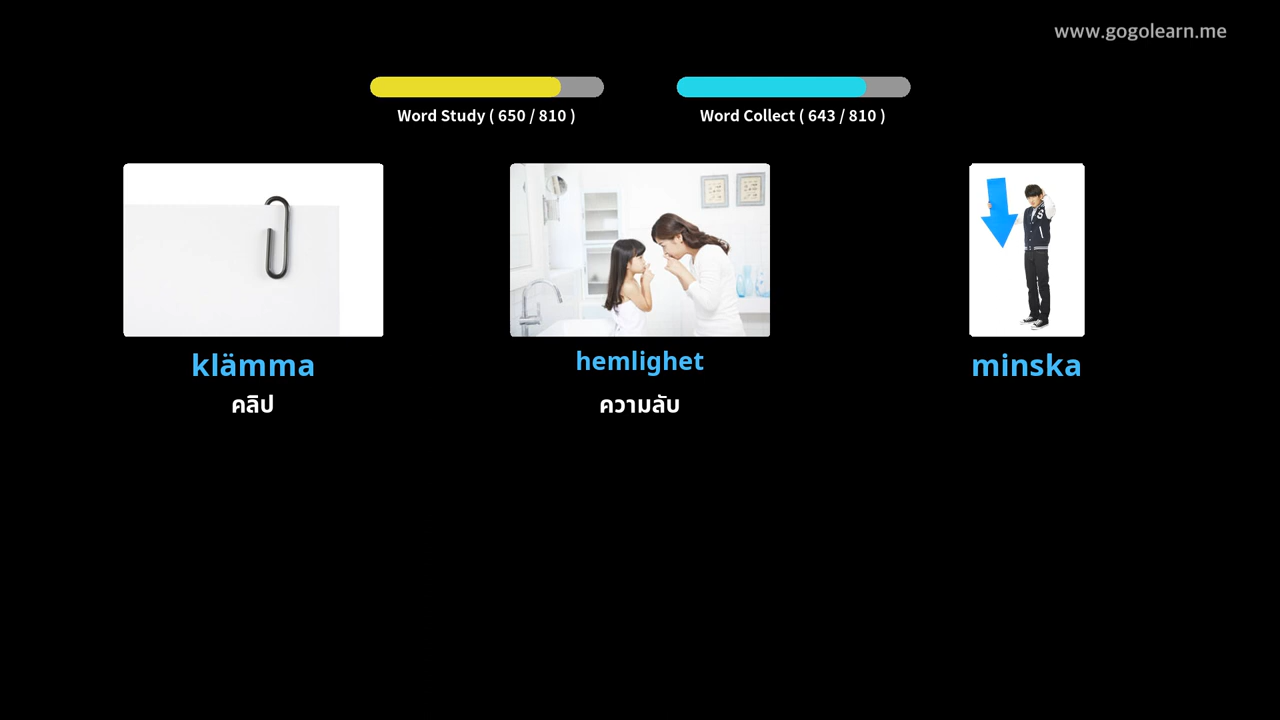 www.gogolearn.me
Word Study ( 650 / 810 )
Word Collect ( 643 / 810 )
klämma
คลิป
hemlighet
ความลับ
minska